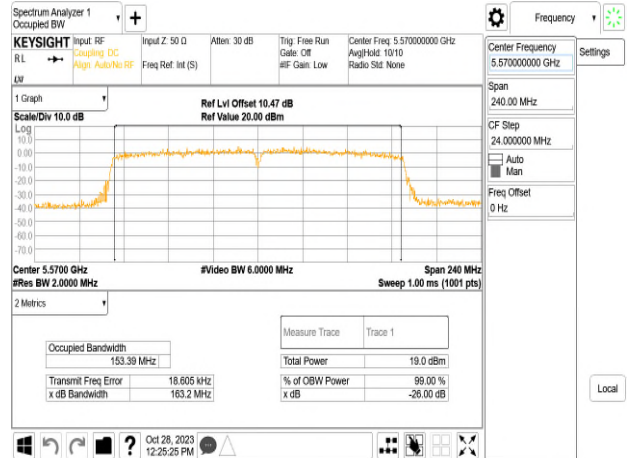 Spectrum Analyzer 1
Occupied BW
Frequency
KEYSIGHT
Input: RF
Input Z: 50 Ω
Atten: 30 dB
Trig: Free Run
Center Freq: 5.570000000 GHz
R L
Coupling: DC
Gate: Off
Avg|Hold: 10/10
Align: Auto/No RF
Freq Ref: Int (S)
#IF Gain: Low
Radio Std: None
Center Frequency
5.570000000 GHz
Settings
Span
240.00 MHz
CF Step
24.000000 MHz
Auto
Man
Freq Offset
0 Hz
Local
1 Graph
Scale/Div 10.0 dB
Ref Lvl Offset 10.47 dB
Ref Value 20.00 dBm
Log
10.0
0.00
-10.0
-20.0
-30.0
-40.0
-50.0
-60.0
-70.0
Center 5.5700 GHz
#Video BW 6.0000 MHz
Span 240 MHz
#Res BW 2.0000 MHz
Sweep 1.00 ms (1001 pts)
2 Metrics
Measure Trace
Trace 1
Occupied Bandwidth
153.39 MHz
Total Power
19.0 dBm
Transmit Freq Error
18.605 kHz
% of OBW Power
99.00 %
x dB Bandwidth
163.2 MHz
x dB
-26.00 dB
?
Oct 28, 2023
12:25:25 PM